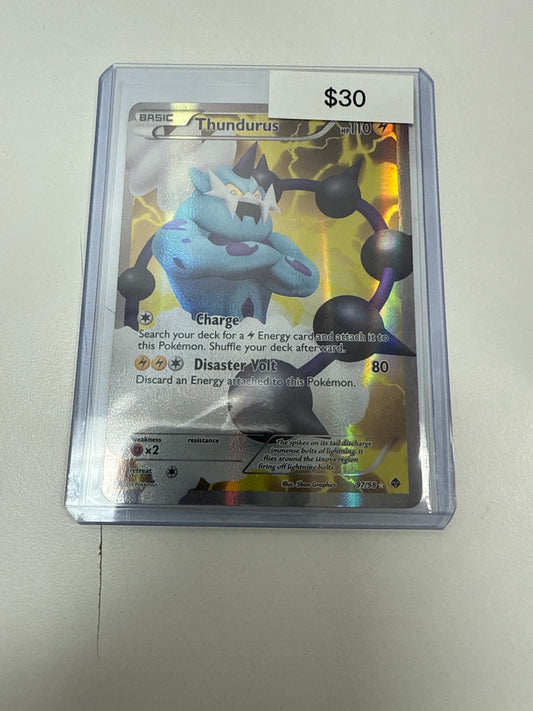 $30
BASIC Thundurus HP110
Charge
Search your deck for a Energy card and attach it to
this Pokémon. Shuffle your deck afterward.
Disaster Volt 80
Discard an Energy attached to this Pokémon.
weakness resistance
×2
retreat
The spikes on its tail discharge
immense bolts of lightning. It
flies around the Unova region
firing off lightning bolts.
Illus. 5ban Graphics 97/98